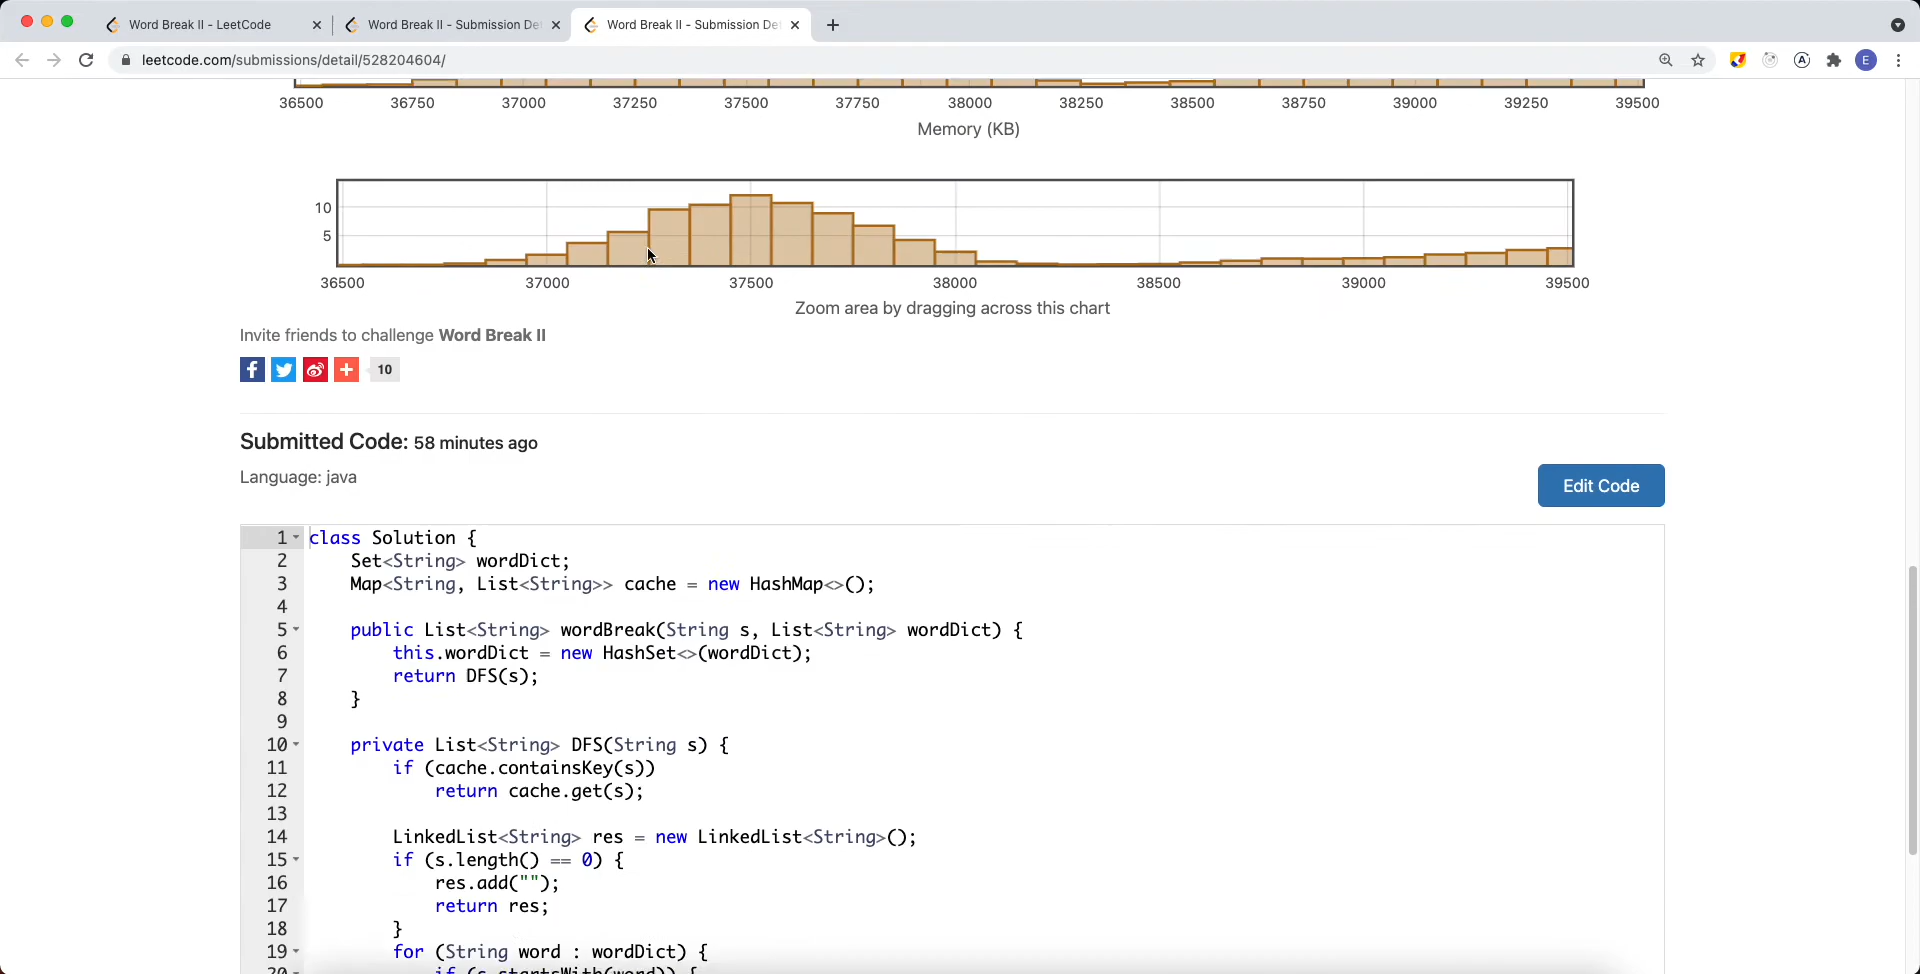 Word Break II - LeetCode
Word Break II - Submission De
Word Break II - Submission De
leetcode.com/submissions/detail/528204604/
E
36500 36750 37000 37250 37500 37750 38000 38250 38500 38750 39000 39250 39500
Memory (KB)
10
5
36500 37000 37500 38000 38500 39000 39500
Zoom area by dragging across this chart
Invite friends to challenge Word Break II
10
Submitted Code: 58 minutes ago
Language: java
Edit Code
1 class Solution {
2 Set<String> wordDict;
3 Map<String, List<String>> cache = new HashMap<>();
4
5 public List<String> wordBreak(String s, List<String> wordDict) {
6 this.wordDict = new HashSet<>(wordDict);
7 return DFS(s);
8 }
9
10 private List<String> DFS(String s) {
11 if (cache.containsKey(s))
12 return cache.get(s);
13
14 LinkedList<String> res = new LinkedList<String>();
15 if (s.length() == 0) {
16 res.add("");
17 return res;
18 }
19 for (String word : wordDict) {
20 if (s.startsWith(word)) {